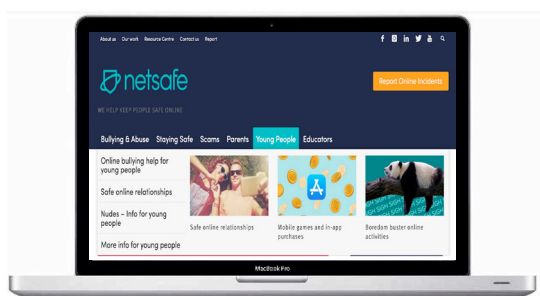 About us Our work Resource Centre Contact us Report
netsafe
Report Online Incidents
WE HELP KEEP PEOPLE SAFE ONLINE
Bullying & Abuse Staying Safe Scams Parents Young People Educators
Online bullying help for
young people
Safe online relationships
Nudes – Info for young
people
More info for young people
Safe online relationships
Mobile games and in-app
purchases
SIGH SIGH SIGH
Boredom buster online
activities
MacBook Pro